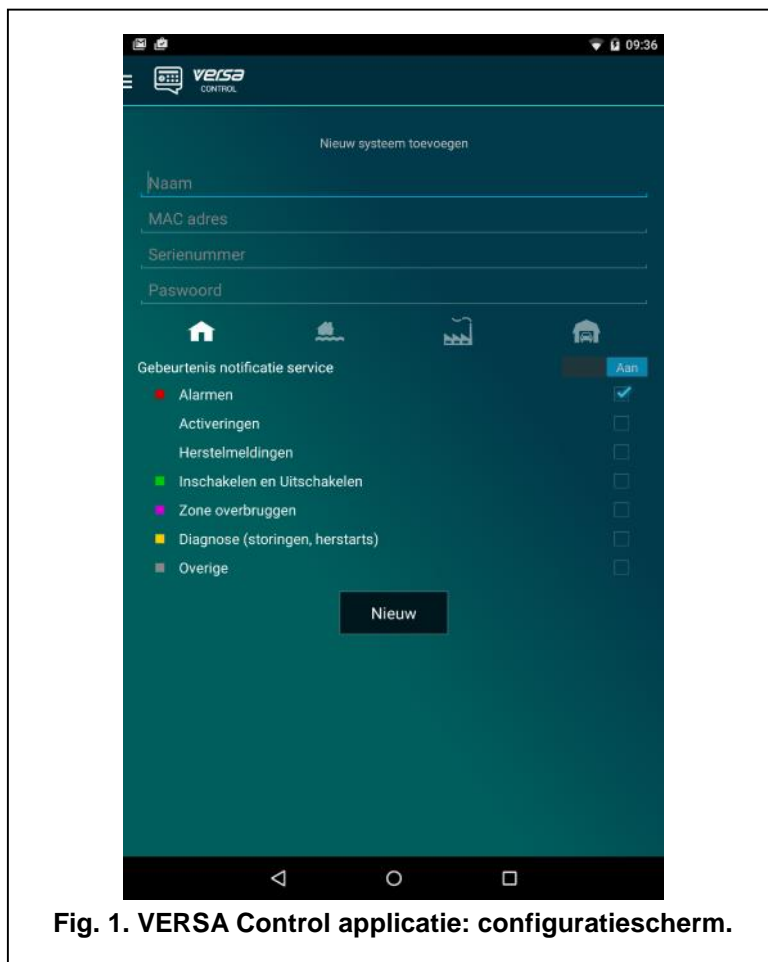 09:36
VERSA
CONTROL
Nieuw systeem toevoegen
Naam
MAC adres
Serienummer
Paswoord
Gebeurtenis notificatie service Aan
Alarmen
Activeringen
Herstelmeldingen
Inschakelen en Uitschakelen
Zone overbruggen
Diagnose (storingen, herstarts)
Overige
Nieuw
Fig. 1. VERSA Control applicatie: configuratiescherm.